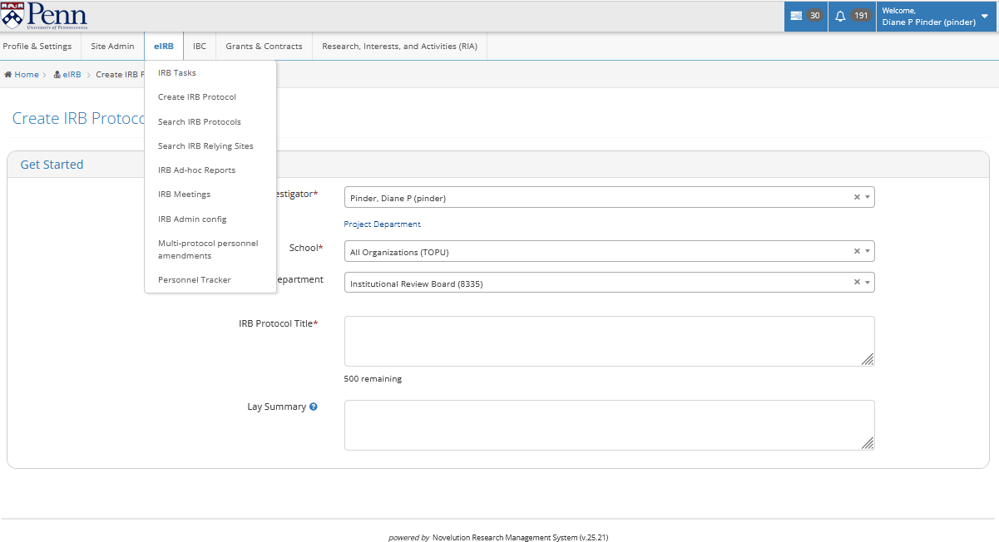 Penn
UNIVERSITY of PENNSYLVANIA
30
191
Welcome,
Diane P Pinder (pinder)
Profile & Settings
Site Admin
eIRB
IBC
Grants & Contracts
Research, Interests, and Activities (RIA)
Home
eIRB
Create IRB P
IRB Tasks
Create IRB Protocol
Search IRB Protocols
Search IRB Relying Sites
IRB Ad-hoc Reports
IRB Meetings
IRB Admin config
Multi-protocol personnel
amendments
Personnel Tracker
Create IRB Protoc
Get Started
estigator*
Pinder, Diane P (pinder)
Project Department
School*
All Organizations (TOPU)
epartment
Institutional Review Board (8335)
IRB Protocol Title*
500 remaining
Lay Summary
powered by Novelution Research Management System (v.25.21)